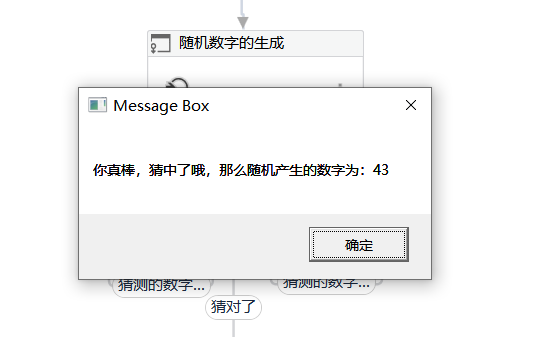 随机数字的生成
Message Box
你真棒，猜中了哦，那么随机产生的数字为：43
确定
猜测的数字...
猜测的数字...
猜对了